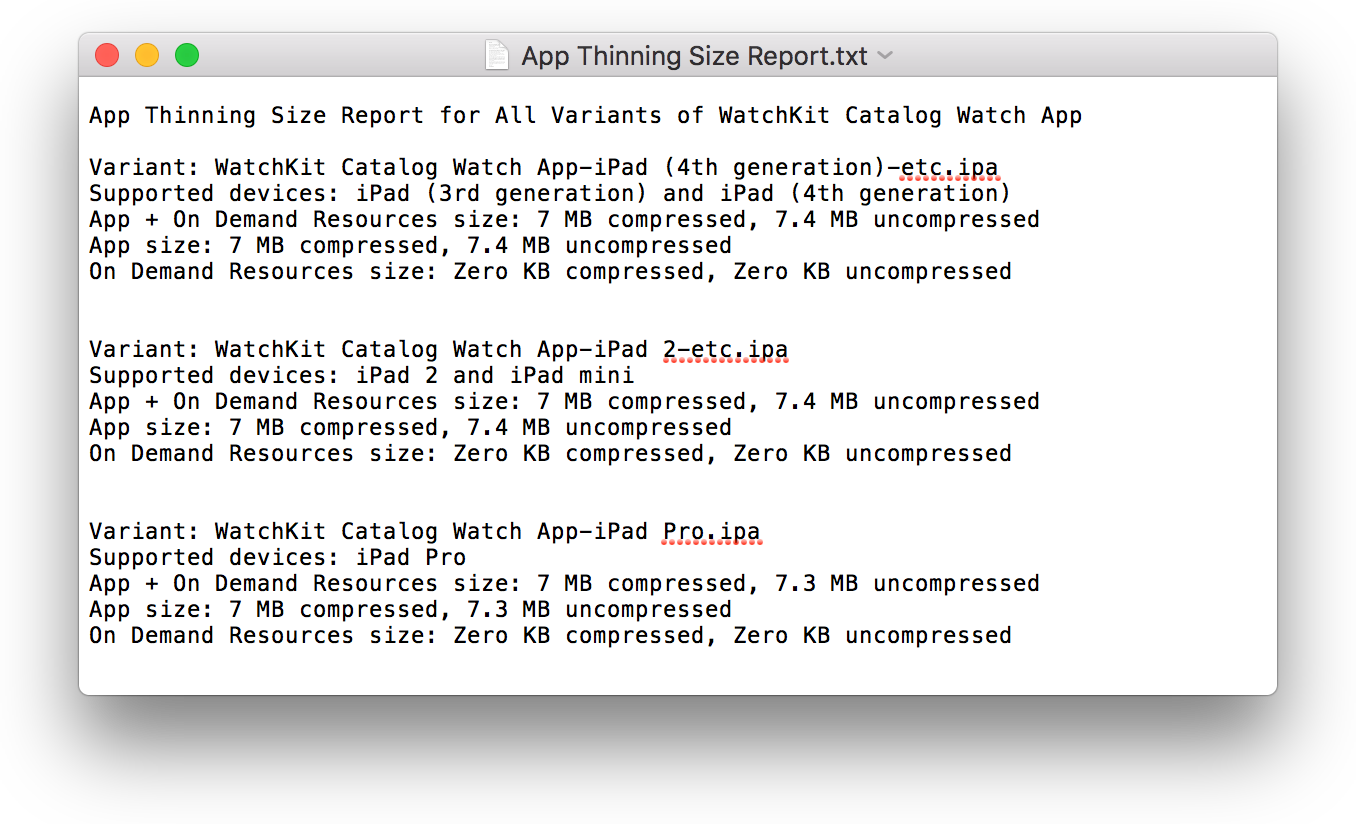 App Thinning Size Report.txt
App Thinning Size Report for All Variants of WatchKit Catalog Watch App
Variant: WatchKit Catalog Watch App-iPad (4th generation)-etc.ipa
Supported devices: iPad (3rd generation) and iPad (4th generation)
App + On Demand Resources size: 7 MB compressed, 7.4 MB uncompressed
App size: 7 MB compressed, 7.4 MB uncompressed
On Demand Resources size: Zero KB compressed, Zero KB uncompressed
Variant: WatchKit Catalog Watch App-iPad 2-etc.ipa
Supported devices: iPad 2 and iPad mini
App + On Demand Resources size: 7 MB compressed, 7.4 MB uncompressed
App size: 7 MB compressed, 7.4 MB uncompressed
On Demand Resources size: Zero KB compressed, Zero KB uncompressed
Variant: WatchKit Catalog Watch App-iPad Pro.ipa
Supported devices: iPad Pro
App + On Demand Resources size: 7 MB compressed, 7.3 MB uncompressed
App size: 7 MB compressed, 7.3 MB uncompressed
On Demand Resources size: Zero KB compressed, Zero KB uncompressed